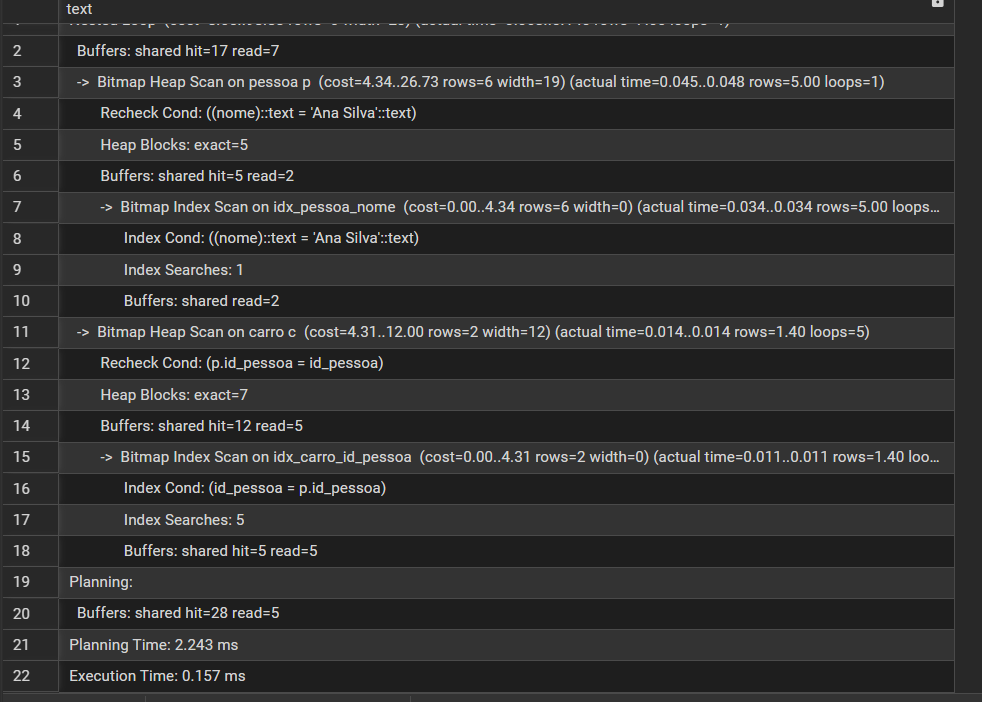 text
2 Buffers: shared hit=17 read=7
3 -> Bitmap Heap Scan on pessoa p (cost=4.34..26.73 rows=6 width=19) (actual time=0.045..0.048 rows=5.00 loops=1)
4 Recheck Cond: ((nome)::text = 'Ana Silva'::text)
5 Heap Blocks: exact=5
6 Buffers: shared hit=5 read=2
7 -> Bitmap Index Scan on idx_pessoa_nome (cost=0.00..4.34 rows=6 width=0) (actual time=0.034..0.034 rows=5.00 loops…
8 Index Cond: ((nome)::text = 'Ana Silva'::text)
9 Index Searches: 1
10 Buffers: shared read=2
11 -> Bitmap Heap Scan on carro c (cost=4.31..12.00 rows=2 width=12) (actual time=0.014..0.014 rows=1.40 loops=5)
12 Recheck Cond: (p.id_pessoa = id_pessoa)
13 Heap Blocks: exact=7
14 Buffers: shared hit=12 read=5
15 -> Bitmap Index Scan on idx_carro_id_pessoa (cost=0.00..4.31 rows=2 width=0) (actual time=0.011..0.011 rows=1.40 loo…
16 Index Cond: (id_pessoa = p.id_pessoa)
17 Index Searches: 5
18 Buffers: shared hit=5 read=5
19 Planning:
20 Buffers: shared hit=28 read=5
21 Planning Time: 2.243 ms
22 Execution Time: 0.157 ms